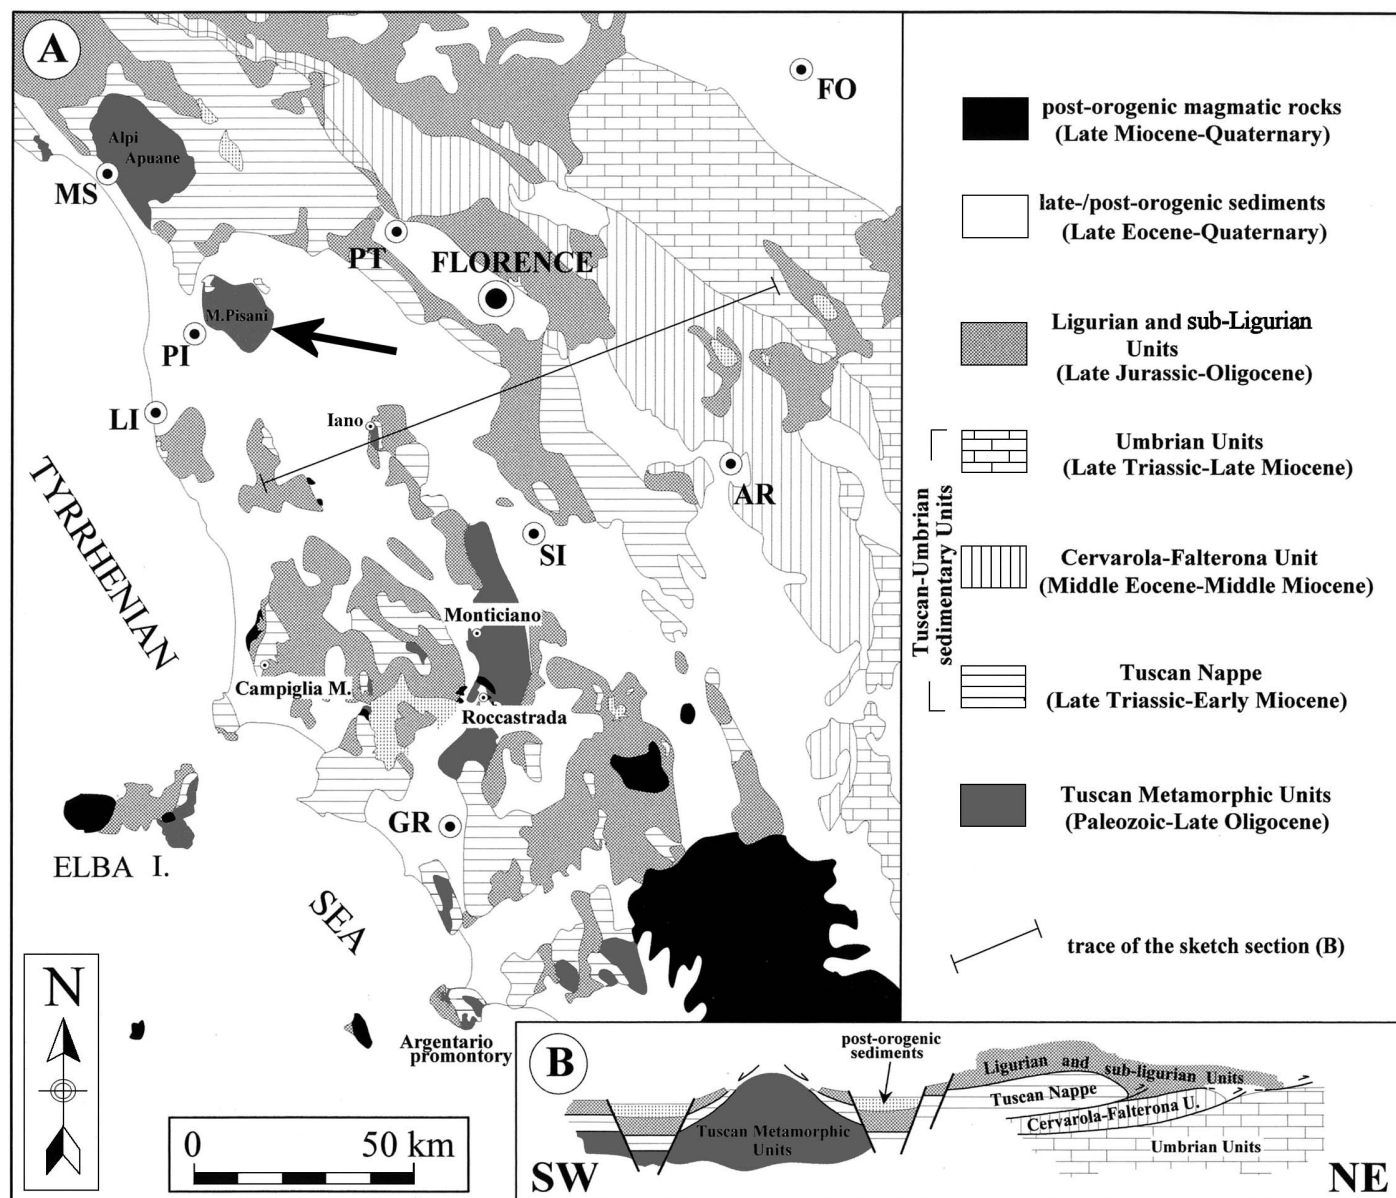 A
FO
Alpi
Apuane
MS
PT
FLORENCE
M.Pisani
PI
LI
Iano
AR
SI
TYRRHENIAN
Monticiano
Campiglia M.
Roccastrada
GR
ELBA I.
SEA
Argentario
promontory
N
0 50 km
post-orogenic magmatic rocks
(Late Miocene-Quaternary)
late-/post-orogenic sediments
(Late Eocene-Quaternary)
Ligurian and sub-Ligurian
Units
(Late Jurassic-Oligocene)
Tuscan-Umbrian
sedimentary Units
Umbrian Units
(Late Triassic-Late Miocene)
Cervarola-Falterona Unit
(Middle Eocene-Middle Miocene)
Tuscan Nappe
(Late Triassic-Early Miocene)
Tuscan Metamorphic Units
(Paleozoic-Late Oligocene)
trace of the sketch section (B)
B
post-orogenic
sediments
Ligurian and sub-ligurian Units
Tuscan Nappe
Cervarola-Falterona U.
Tuscan Metamorphic
Units
Umbrian Units
SW
NE